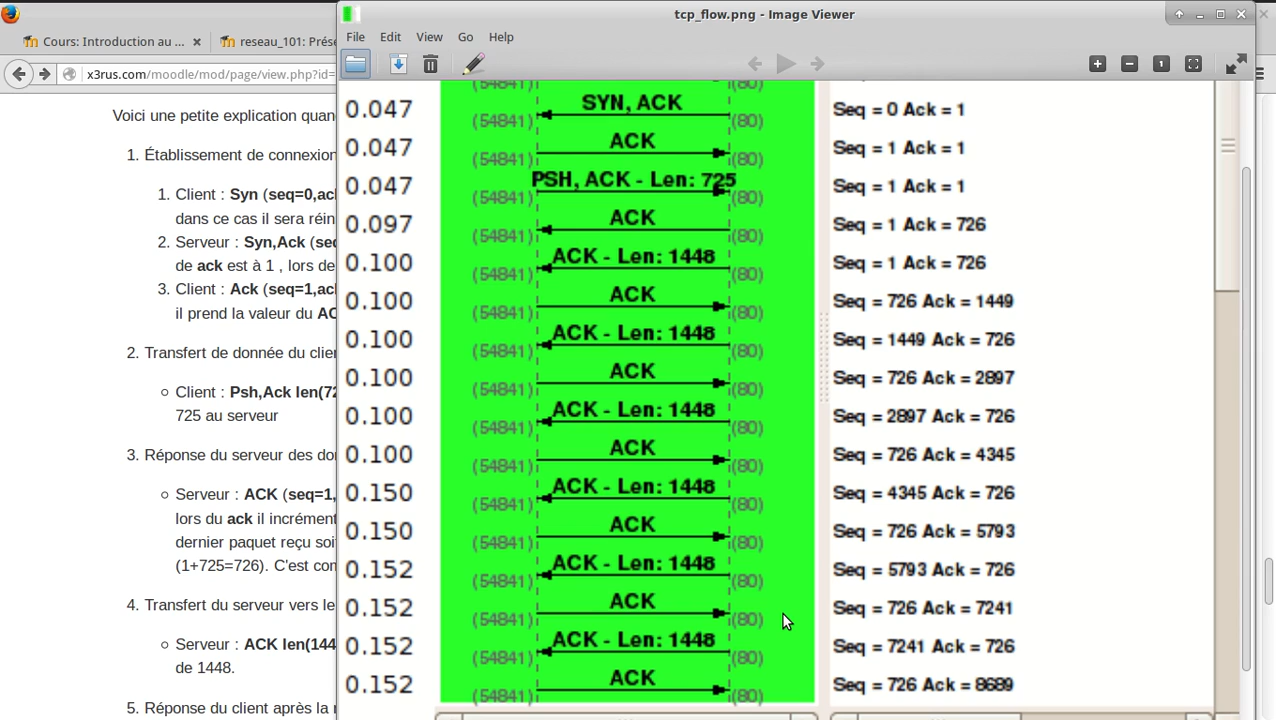 tcp_flow.png - Image Viewer
Cours: Introduction au ... × reseau_101: Prése
File Edit View Go Help
x3rus.com/moodle/mod/page/view.php?id=
Voici une petite explication quan
1. Établissement de connexion
1. Client : Syn (seq=0,ack
dans ce cas il sera réin
2. Serveur : Syn,Ack (seq
de ack est à 1 , lors de
3. Client : Ack (seq=1,ack
il prend la valeur du AC
2. Transfert de donnée du clie
Client : Psh,Ack len(72
725 au serveur
3. Réponse du serveur des do
Serveur : ACK (seq=1,
lors du ack il incrément
dernier paquet reçu soi
(1+725=726). C'est con
4. Transfert du serveur vers le
Serveur : ACK len(144
de 1448.
5. Réponse du client après la
(54841) (80)
0.047 SYN, ACK Seq = 0 Ack = 1
(54841) (80)
0.047 ACK Seq = 1 Ack = 1
(54841) (80)
0.047 PSH, ACK - Len: 725 Seq = 1 Ack = 1
(54841) (80)
0.097 ACK Seq = 1 Ack = 726
(54841) (80)
0.100 ACK - Len: 1448 Seq = 1 Ack = 726
(54841) (80)
0.100 ACK Seq = 726 Ack = 1449
(54841) (80)
0.100 ACK - Len: 1448 Seq = 1449 Ack = 726
(54841) (80)
0.100 ACK Seq = 726 Ack = 2897
(54841) (80)
0.100 ACK - Len: 1448 Seq = 2897 Ack = 726
(54841) (80)
0.100 ACK Seq = 726 Ack = 4345
(54841) (80)
0.150 ACK - Len: 1448 Seq = 4345 Ack = 726
(54841) (80)
0.150 ACK Seq = 726 Ack = 5793
(54841) (80)
0.152 ACK - Len: 1448 Seq = 5793 Ack = 726
(54841) (80)
0.152 ACK Seq = 726 Ack = 7241
(54841) (80)
0.152 ACK - Len: 1448 Seq = 7241 Ack = 726
(54841) (80)
0.152 ACK Seq = 726 Ack = 8689
(54841) (80)